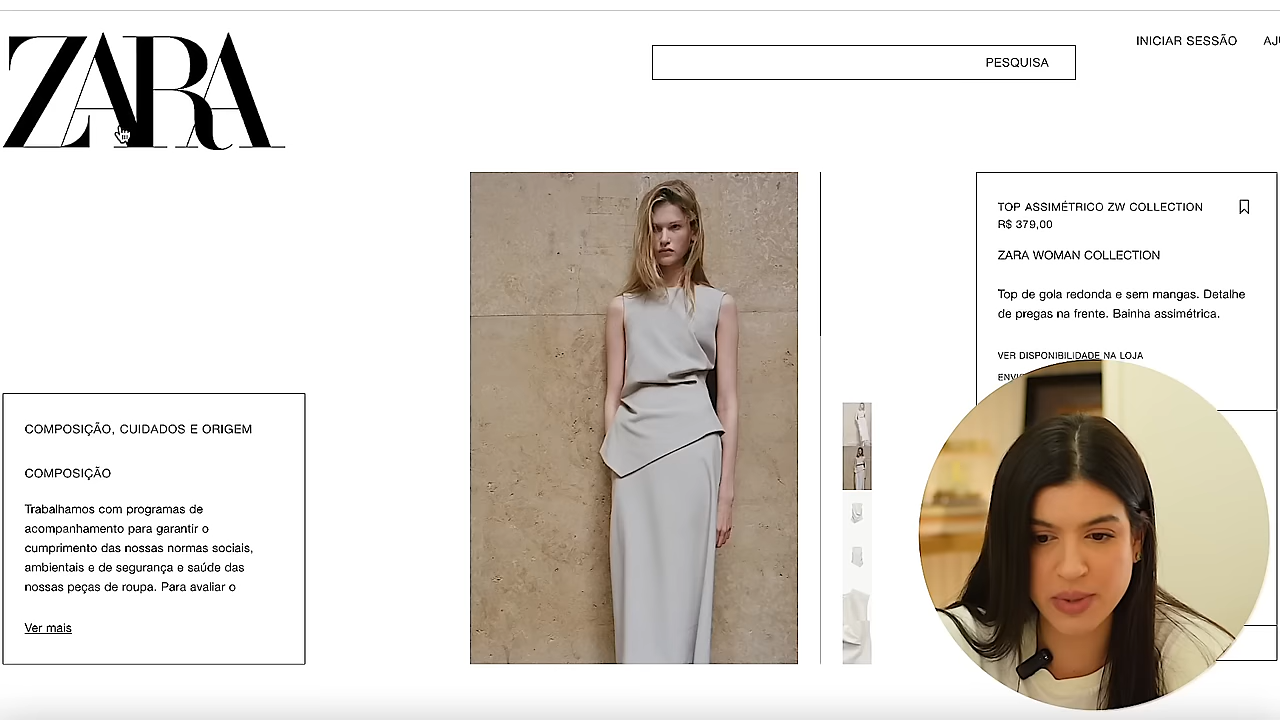 ZARA
PESQUISA
INICIAR SESSÃO
TOP ASSIMÉTRICO ZW COLLECTION
R$ 379,00
ZARA WOMAN COLLECTION
Top de gola redonda e sem mangas. Detalhe
de pregas na frente. Bainha assimétrica.
VER DISPONIBILIDADE NA LOJA
COMPOSIÇÃO, CUIDADOS E ORIGEM
COMPOSIÇÃO
Trabalhamos com programas de
acompanhamento para garantir o
cumprimento das nossas normas sociais,
ambientais e de segurança e saúde das
nossas peças de roupa. Para avaliar o
Ver mais